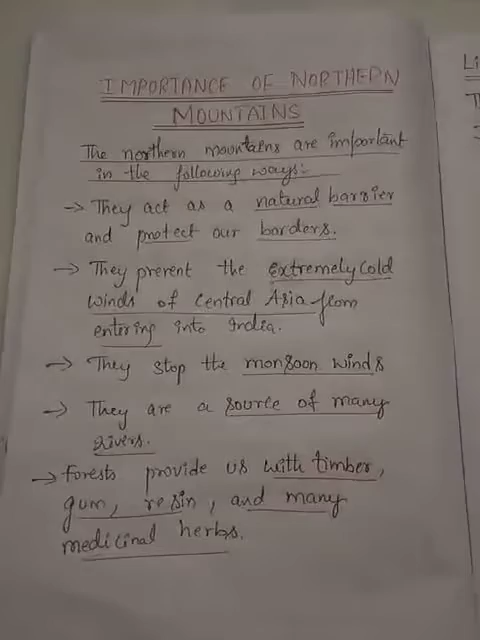 IMPORTANCE OF NORTHERN
MOUNTAINS
The northern mountains are important
in the following ways:-
→ They act as a natural barrier
and protect our borders.
→ They prevent the extremely cold
winds of central Asia from
entering into India.
→ They stop the monsoon winds
→ They are a source of many
rivers.
→ Forests provide us with timber,
gum, resin, and many
medicinal herbs.
Li